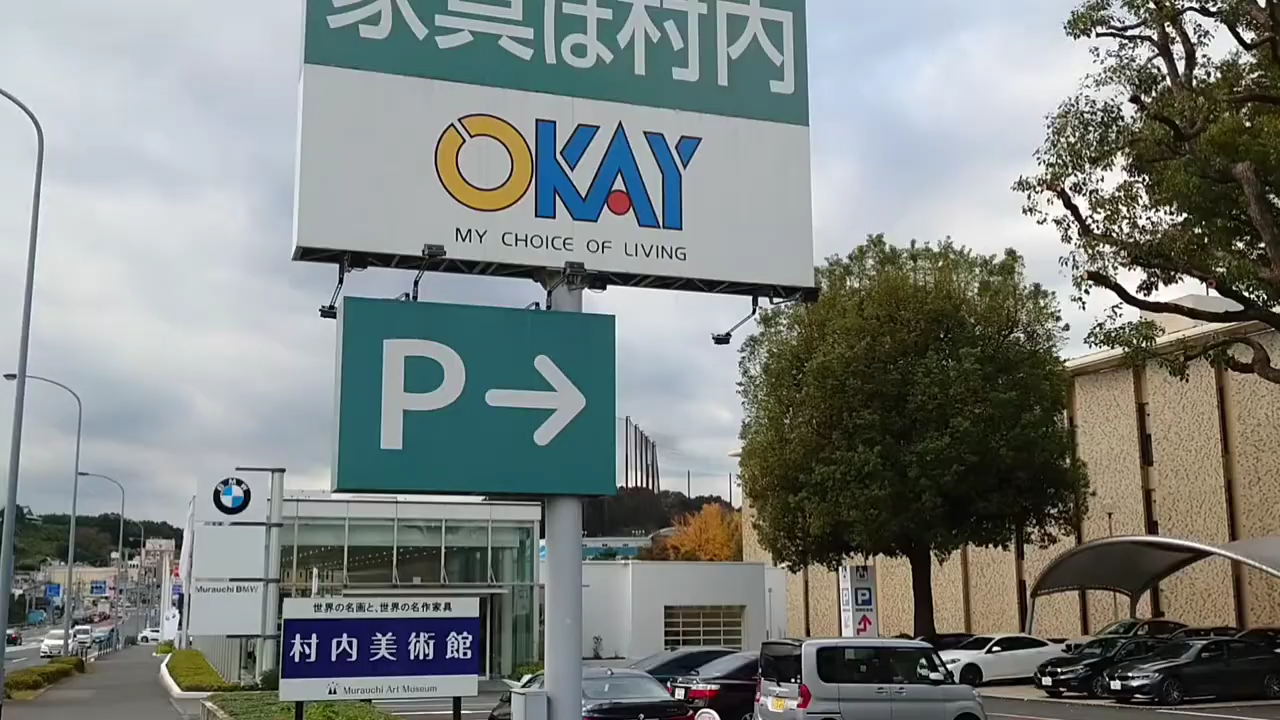 家具は村内
OKAY
MY CHOICE OF LIVING
P
BMW
Murauchi BMW
世界の名画と、世界の名作家具
村内美術館
Murauchi Art Museum
P